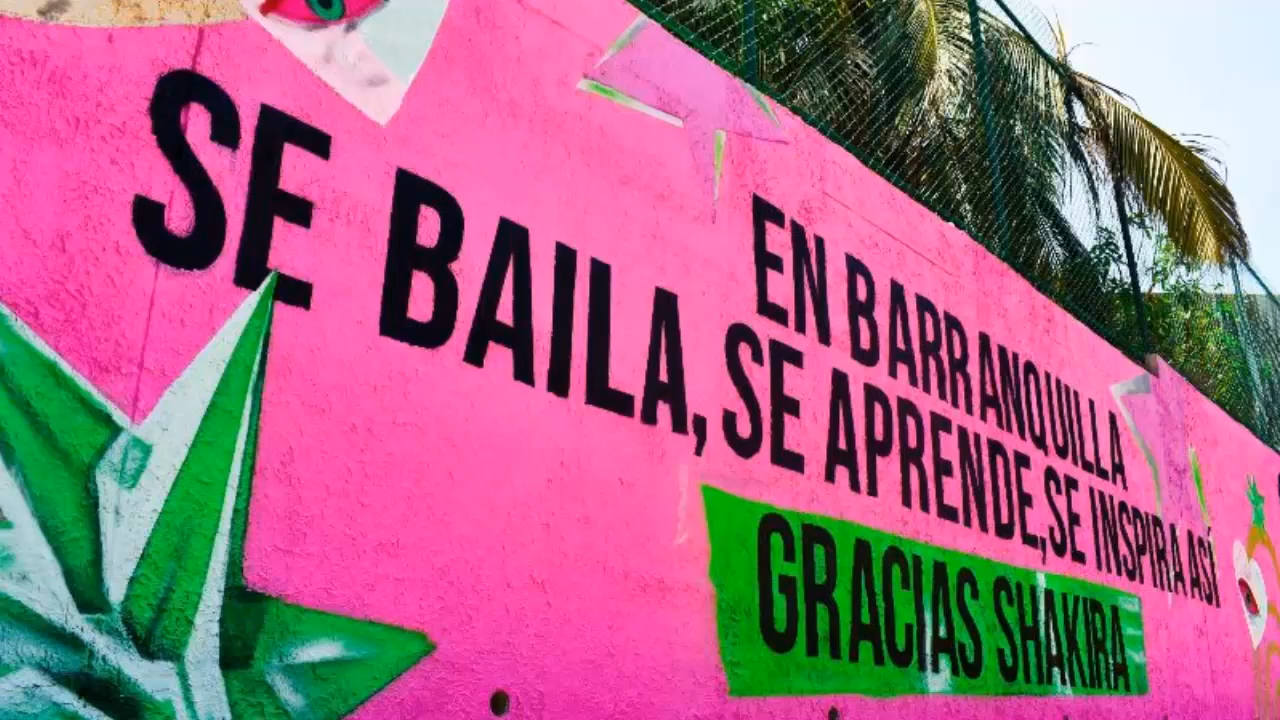 EN BARRANQUILLA
SE BAILA, SE APRENDE, SE INSPIRA ASÍ
GRACIAS SHAKIRA